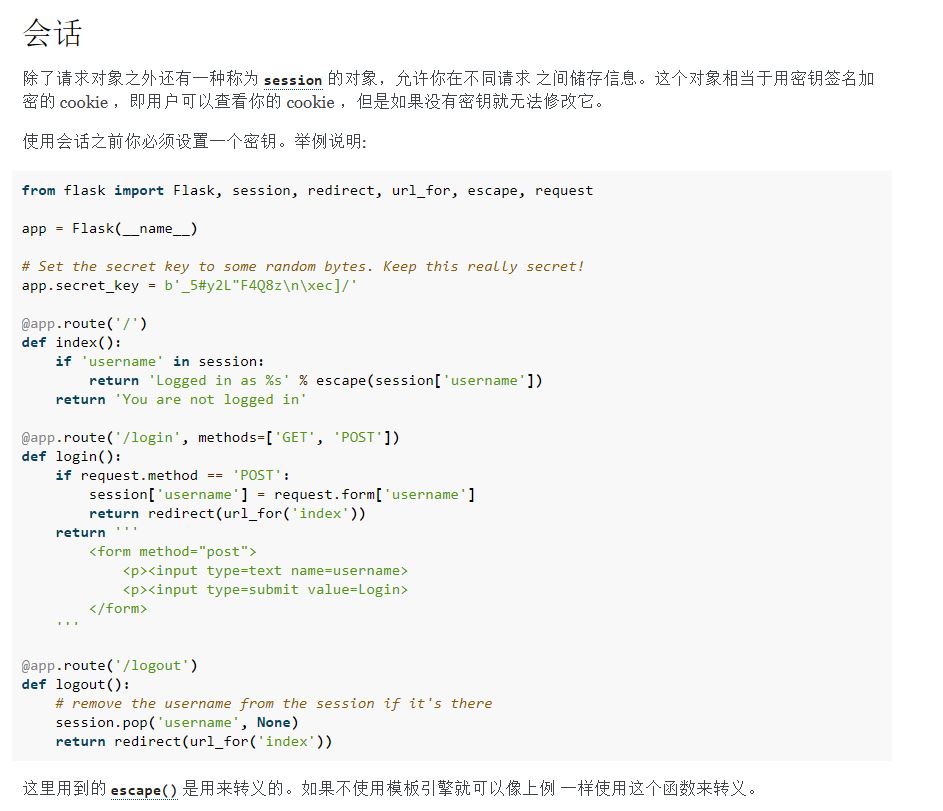 会话
除了请求对象之外还有一种称为 session 的对象，允许你在不同请求 之间储存信息。这个对象相当于用密钥签名加
密的 cookie ，即用户可以查看你的 cookie ，但是如果没有密钥就无法修改它。
使用会话之前你必须设置一个密钥。举例说明:
from flask import Flask, session, redirect, url_for, escape, request
app = Flask(__name__)
# Set the secret key to some random bytes. Keep this really secret!
app.secret_key = b'_5#y2L"F4Q8z\n\xec]/'
@app.route('/')
def index():
    if 'username' in session:
        return 'Logged in as %s' % escape(session['username'])
    return 'You are not logged in'
@app.route('/login', methods=['GET', 'POST'])
def login():
    if request.method == 'POST':
        session['username'] = request.form['username']
        return redirect(url_for('index'))
    return '''
        <form method="post">
            <p><input type=text name=username>
            <p><input type=submit value=Login>
        </form>
    '''
@app.route('/logout')
def logout():
    # remove the username from the session if it's there
    session.pop('username', None)
    return redirect(url_for('index'))
这里用到的 escape() 是用来转义的。如果不使用模板引擎就可以像上例 一样使用这个函数来转义。